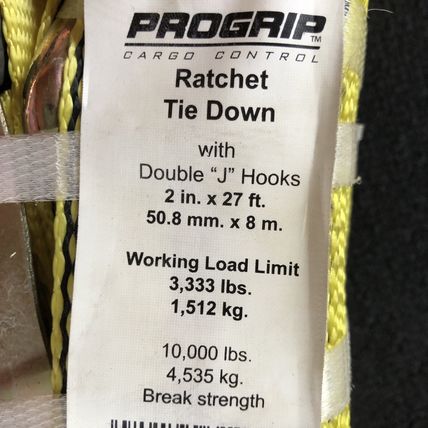 PROGRIP™
CARGO CONTROL
Ratchet
Tie Down
with
Double “J” Hooks
2 in. x 27 ft.
50.8 mm. x 8 m.
Working Load Limit
3,333 lbs.
1,512 kg.
10,000 lbs.
4,535 kg.
Break strength